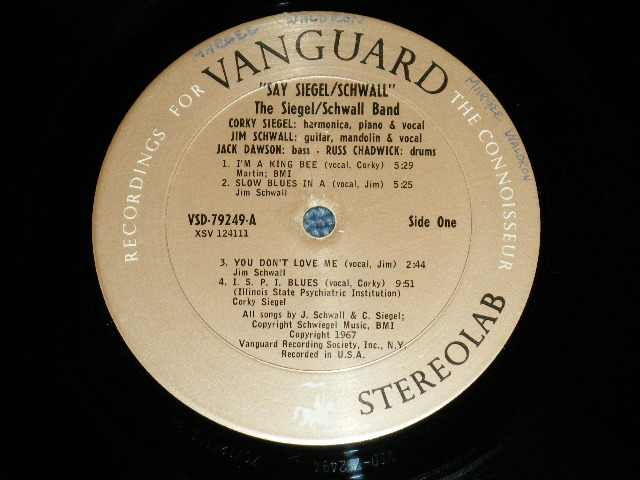 MARGEE WALDRON
MARGEE WALDRON
RECORDINGS FOR VANGUARD THE CONNOISSEUR
"SAY SIEGEL/SCHWALL"
The Siegel/Schwall Band
CORKY SIEGEL: harmonica, piano & vocal
JIM SCHWALL: guitar, mandolin & vocal
JACK DAWSON: bass - RUSS CHADWICK: drums
1. I'M A KING BEE (vocal, Corky) 5:29
Martin; BMI
2. SLOW BLUES IN A (vocal, Jim) 5:25
Jim Schwall
VSD-79249-A Side One
XSV 124111
3. YOU DON'T LOVE ME (vocal, Jim) 2:44
Jim Schwall
4. I. S. P. I. BLUES (vocal, Corky) 9:51
(Illinois State Psychiatric Institution)
Corky Siegel
All songs by J. Schwall & C. Siegel;
Copyright Schwiegel Music, BMI
Copyright 1967
Vanguard Recording Society, Inc., N.Y.
Recorded in U.S.A.
STEREOLAB